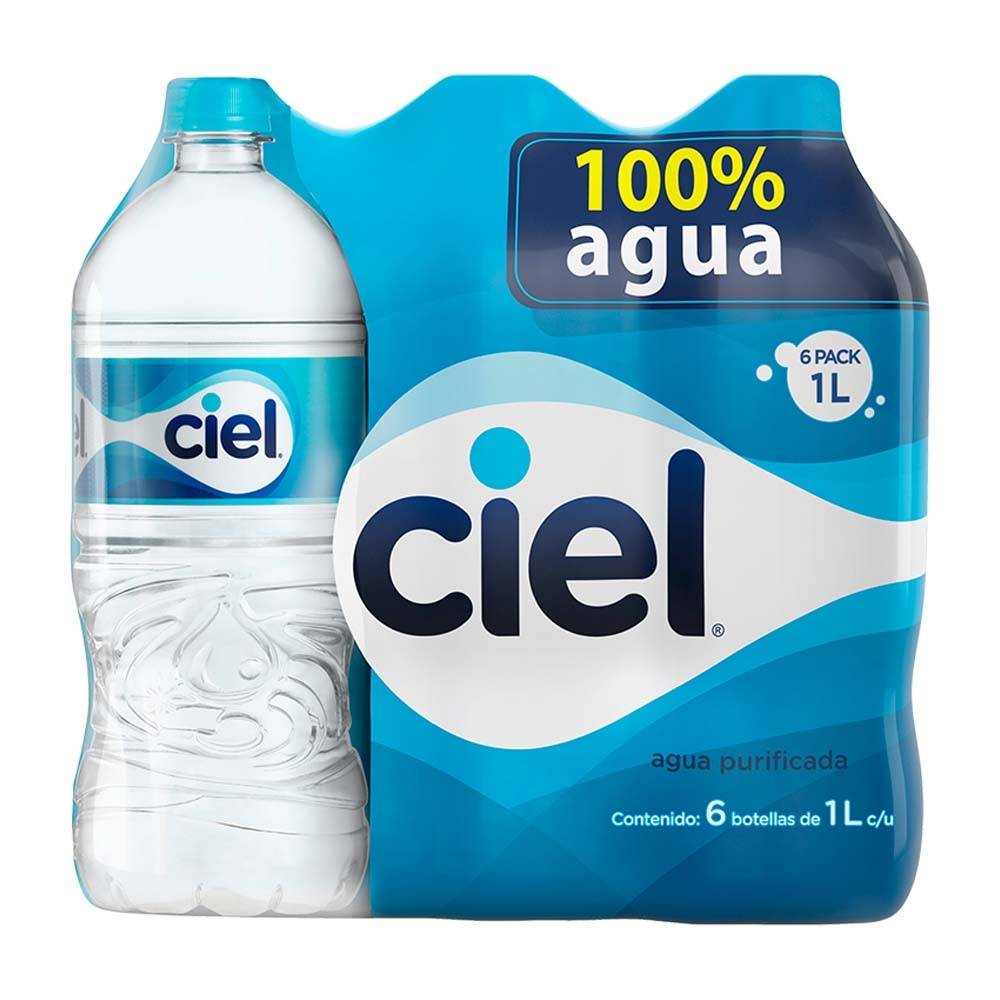 100%
agua
6 PACK
1L
ciel
ciel®
agua purificada
Contenido: 6 botellas de 1L c/u